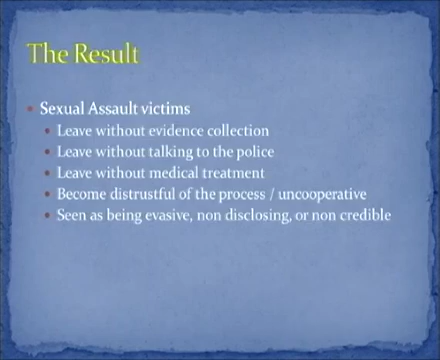 The Result
Sexual Assault victims
Leave without evidence collection
Leave without talking to the police
Leave without medical treatment
Become distrustful of the process / uncooperative
Seen as being evasive, non disclosing, or non credible